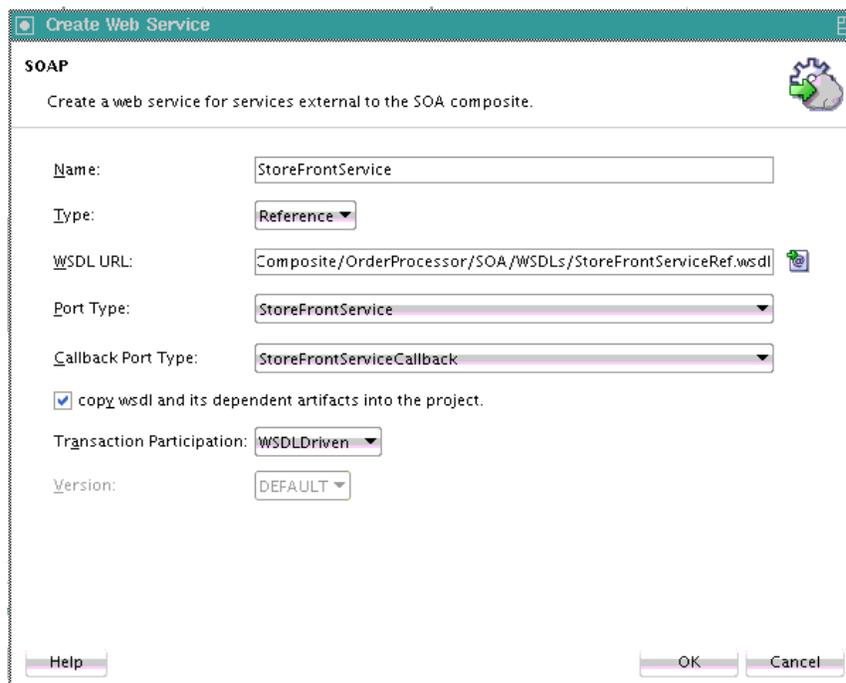 Create Web Service
SOAP
Create a web service for services external to the SOA composite.
Name: StoreFrontService
Type: Reference
WSDL URL: Composite/OrderProcessor/SOA/WSDLs/StoreFrontServiceRef.wsdl
Port Type: StoreFrontService
Callback Port Type: StoreFrontServiceCallback
copy wsdl and its dependent artifacts into the project.
Transaction Participation: WSDLDriven
Version: DEFAULT
Help OK Cancel